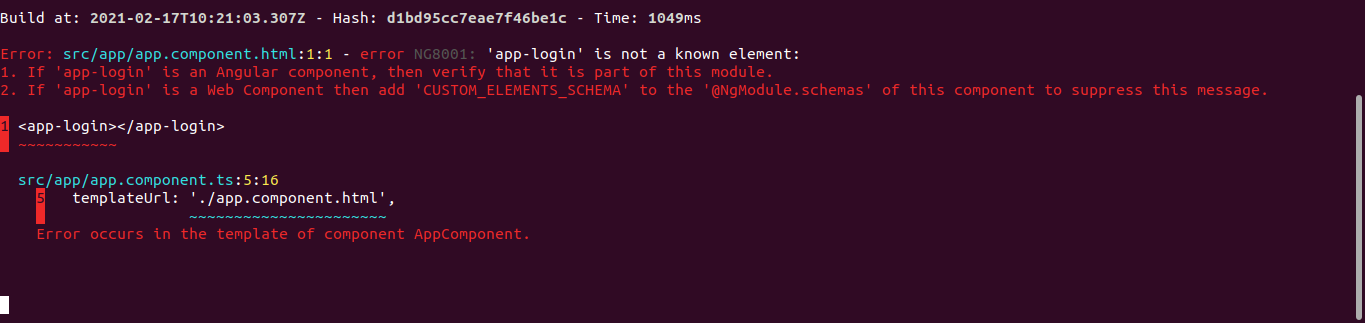 Build at: 2021-02-17T10:21:03.307Z - Hash: d1bd95cc7eae7f46be1c - Time: 1049ms
Error: src/app/app.component.html:1:1 - error NG8001: 'app-login' is not a known element:
1. If 'app-login' is an Angular component, then verify that it is part of this module.
2. If 'app-login' is a Web Component then add 'CUSTOM_ELEMENTS_SCHEMA' to the '@NgModule.schemas' of this component to suppress this message.
1 <app-login></app-login>
~~~~~~~~~~~
src/app/app.component.ts:5:16
5 templateUrl: './app.component.html',
~~~~~~~~~~~~~~~~~~~~~~
Error occurs in the template of component AppComponent.